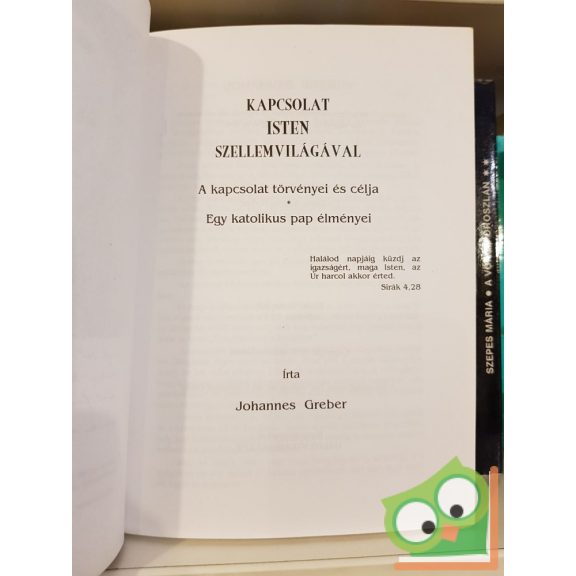 KAPCSOLAT
ISTEN
SZELLEMVILÁGÁVAL
A kapcsolat törvényei és célja
*
Egy katolikus pap élményei
Halálod napjáig küzdj az
igazságért, maga Isten, az
Úr harcol akkor érted.
Sirák 4,28
Írta
Johannes Greber
SZEPES MÁRIA • A VÖRÖS OROSZLÁN * *